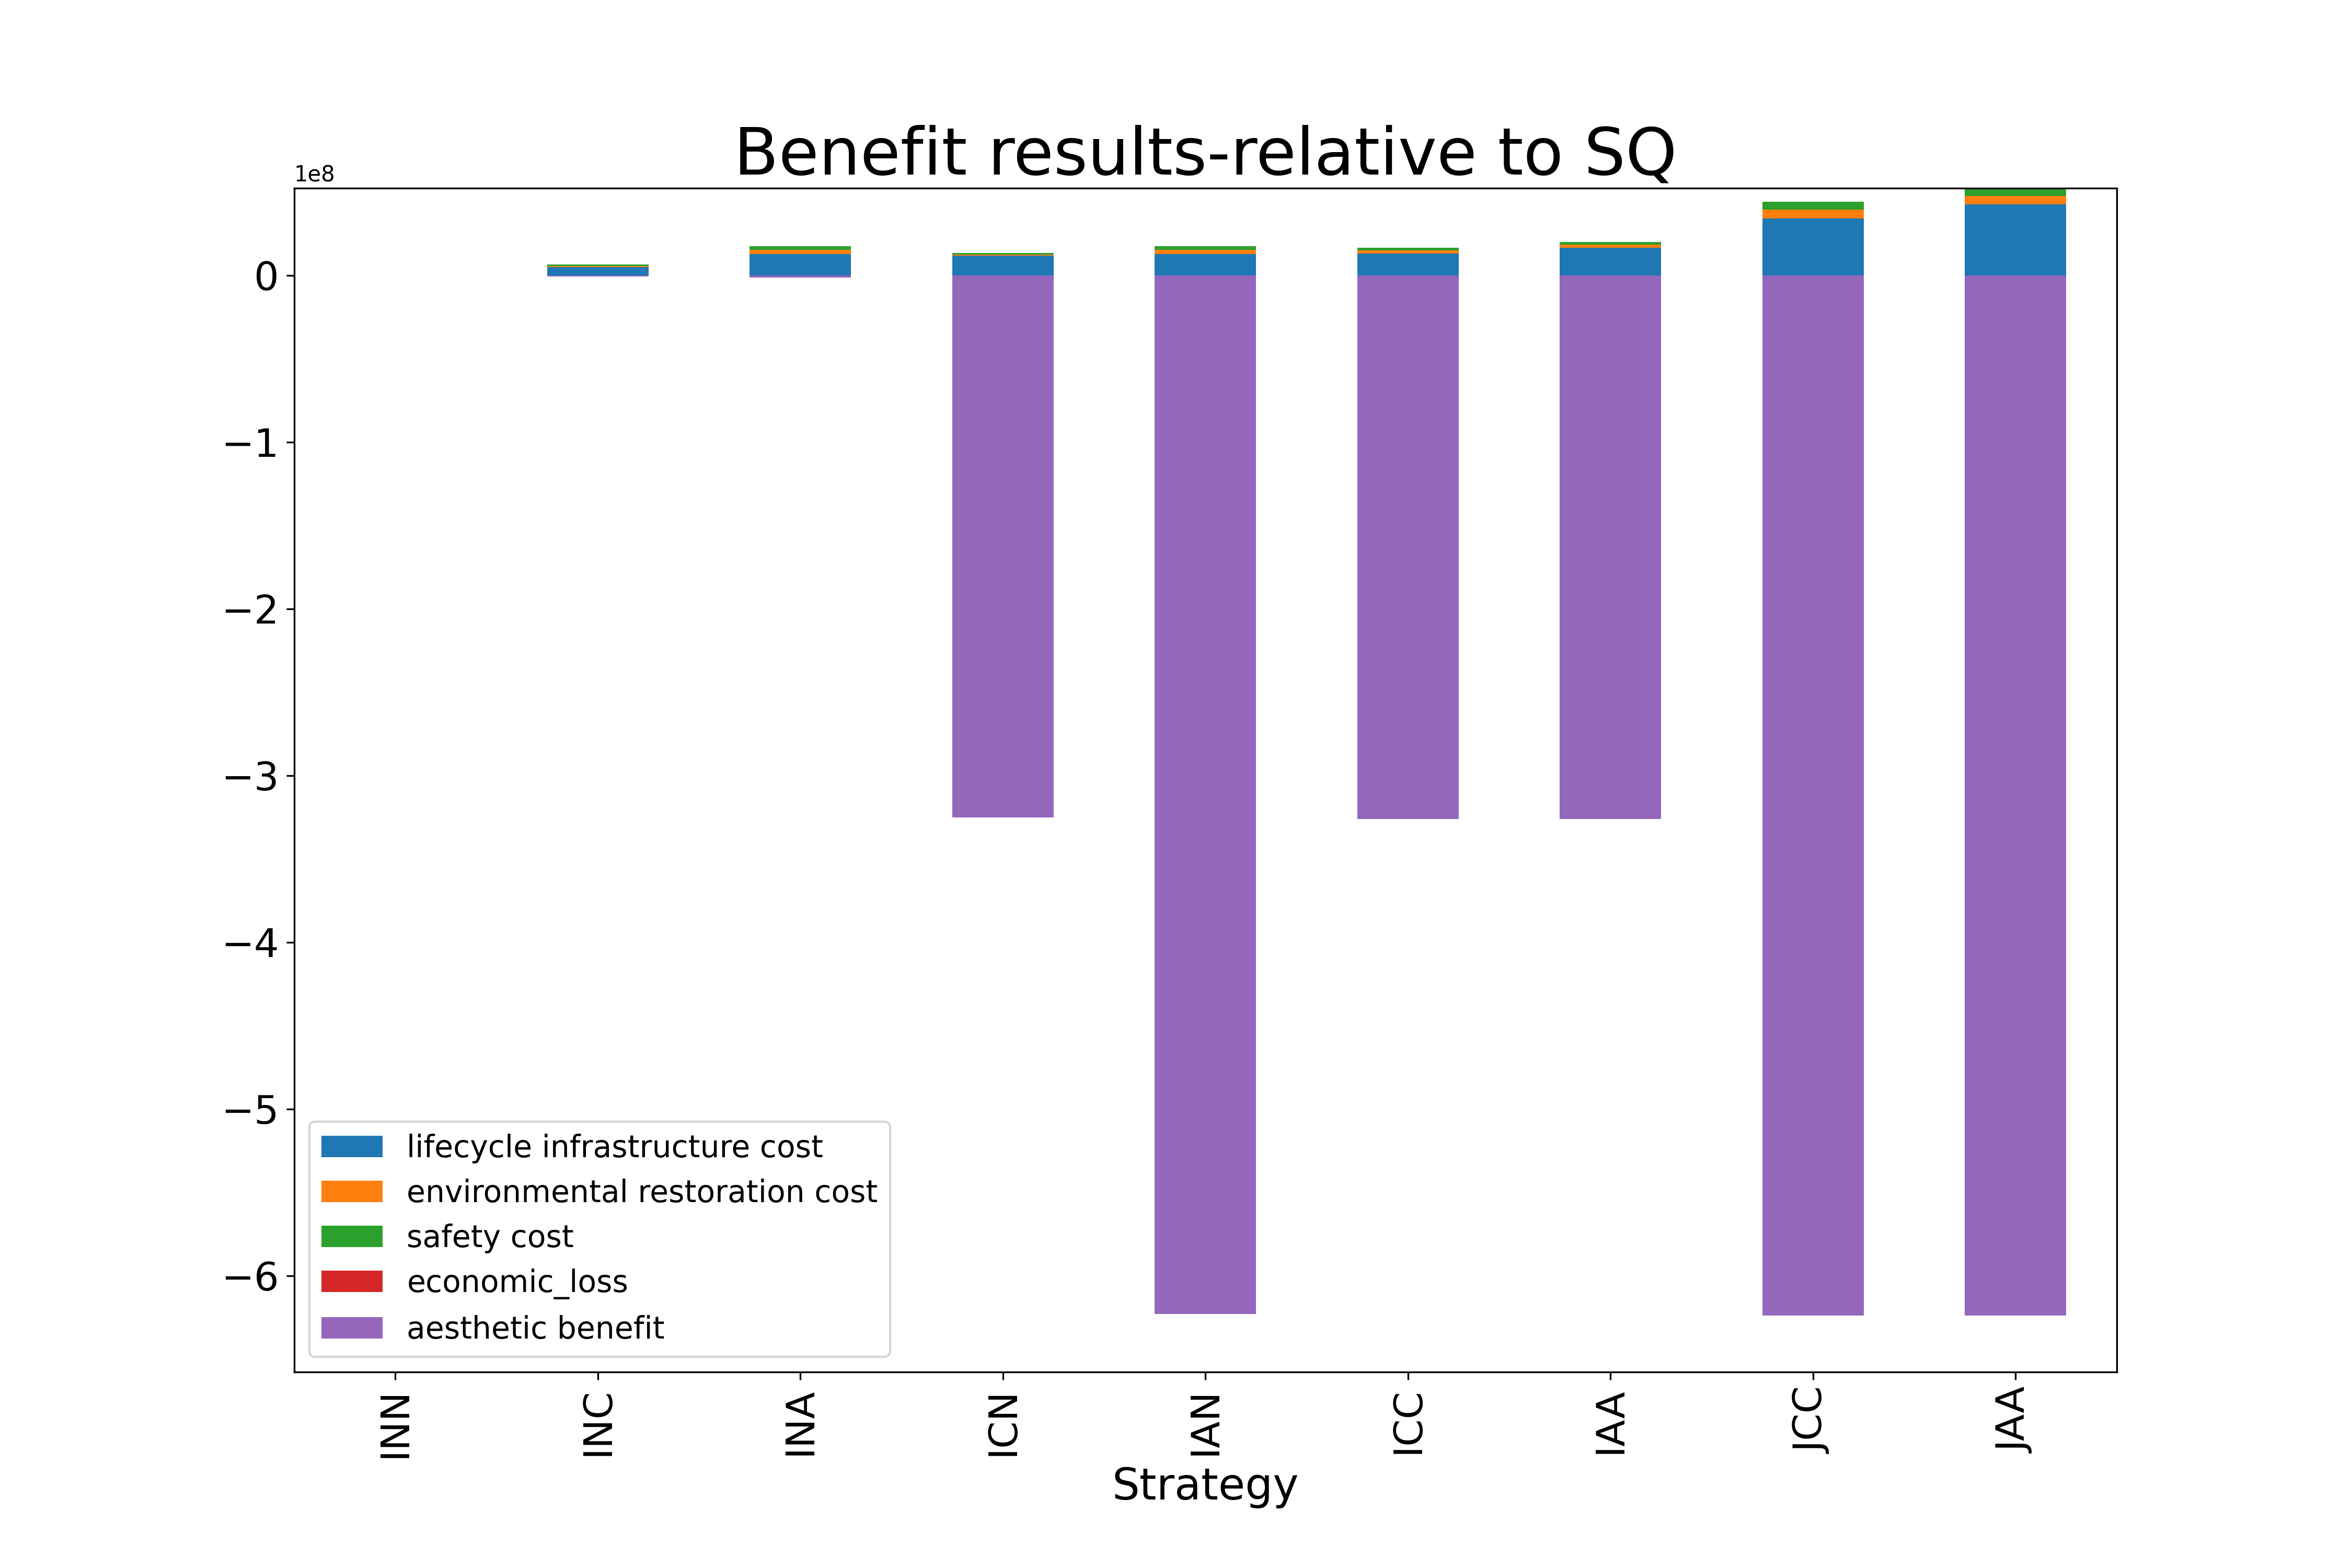 Benefit results-relative to SQ
1e8
0
−1
−2
−3
−4
−5
−6
lifecycle infrastructure cost
environmental restoration cost
safety cost
economic_loss
aesthetic benefit
INN
INC
INA
ICN
IAN
ICC
IAA
JCC
JAA
Strategy